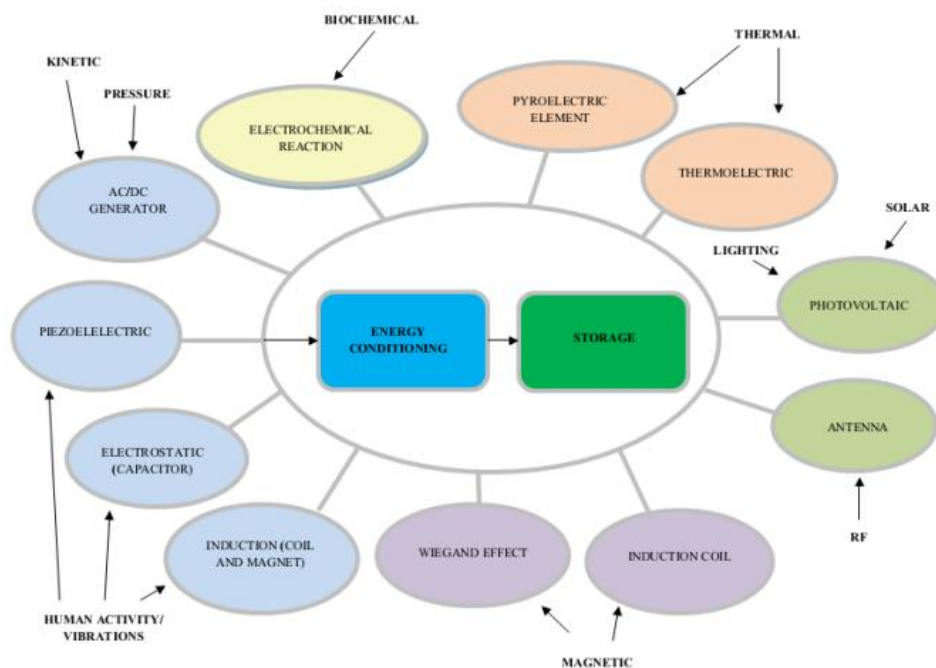 BIOCHEMICAL
THERMAL
KINETIC
PRESSURE
PYROELECTRIC
ELEMENT
ELECTROCHEMICAL
REACTION
THERMOELECTRIC
AC/DC
GENERATOR
SOLAR
LIGHTING
PHOTOVOLTAIC
PIEZOELELECTRIC
ENERGY
CONDITIONING
STORAGE
ANTENNA
ELECTROSTATIC
(CAPACITOR)
RF
INDUCTION (COIL
AND MAGNET)
WIEGAND EFFECT
INDUCTION COIL
HUMAN ACTIVITY/
VIBRATIONS
MAGNETIC